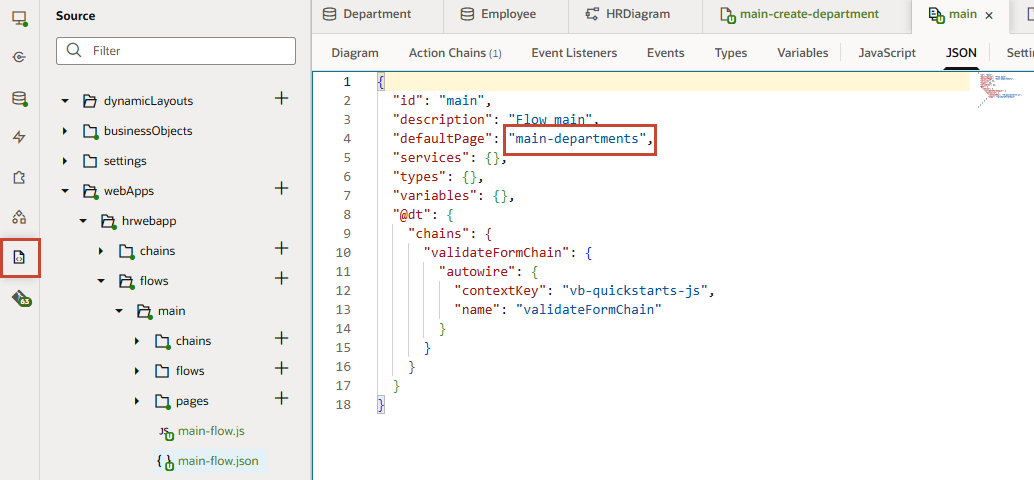 Source
Filter
dynamicLayouts
businessObjects
settings
webApps
hrwebapp
chains
flows
main
chains
flows
pages
JS U main-flow.js
{ } U main-flow.json
63
Department
Employee
HRDiagram
main-create-department
main ×
Diagram Action Chains (1) Event Listeners Events Types Variables JavaScript JSON Setti
1 {
2 "id": "main",
3 "description": "Flow main",
4 "defaultPage": "main-departments",
5 "services": {},
6 "types": {},
7 "variables": {},
8 "@dt": {
9 "chains": {
10 "validateFormChain": {
11 "autowire": {
12 "contextKey": "vb-quickstarts-js",
13 "name": "validateFormChain"
14 }
15 }
16 }
17 }
18 }